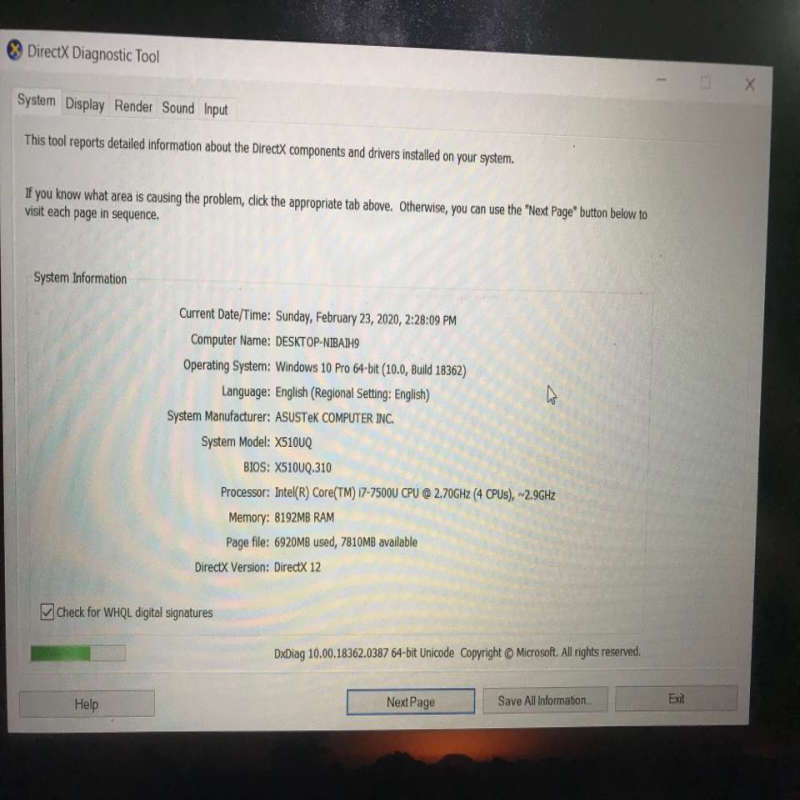 DirectX Diagnostic Tool
System Display Render Sound Input
This tool reports detailed information about the DirectX components and drivers installed on your system.
If you know what area is causing the problem, click the appropriate tab above.  Otherwise, you can use the "Next Page" button below to
visit each page in sequence.
System Information
Current Date/Time: Sunday, February 23, 2020, 2:28:09 PM
Computer Name: DESKTOP-NIBAIH9
Operating System: Windows 10 Pro 64-bit (10.0, Build 18362)
Language: English (Regional Setting: English)
System Manufacturer: ASUSTeK COMPUTER INC.
System Model: X510UQ
BIOS: X510UQ.310
Processor: Intel(R) Core(TM) i7-7500U CPU @ 2.70GHz (4 CPUs), ~2.9GHz
Memory: 8192MB RAM
Page file: 6920MB used, 7810MB available
DirectX Version: DirectX 12
Check for WHQL digital signatures
DxDiag 10.00.18362.0387 64-bit Unicode  Copyright © Microsoft. All rights reserved.
Help Next Page Save All Information... Exit